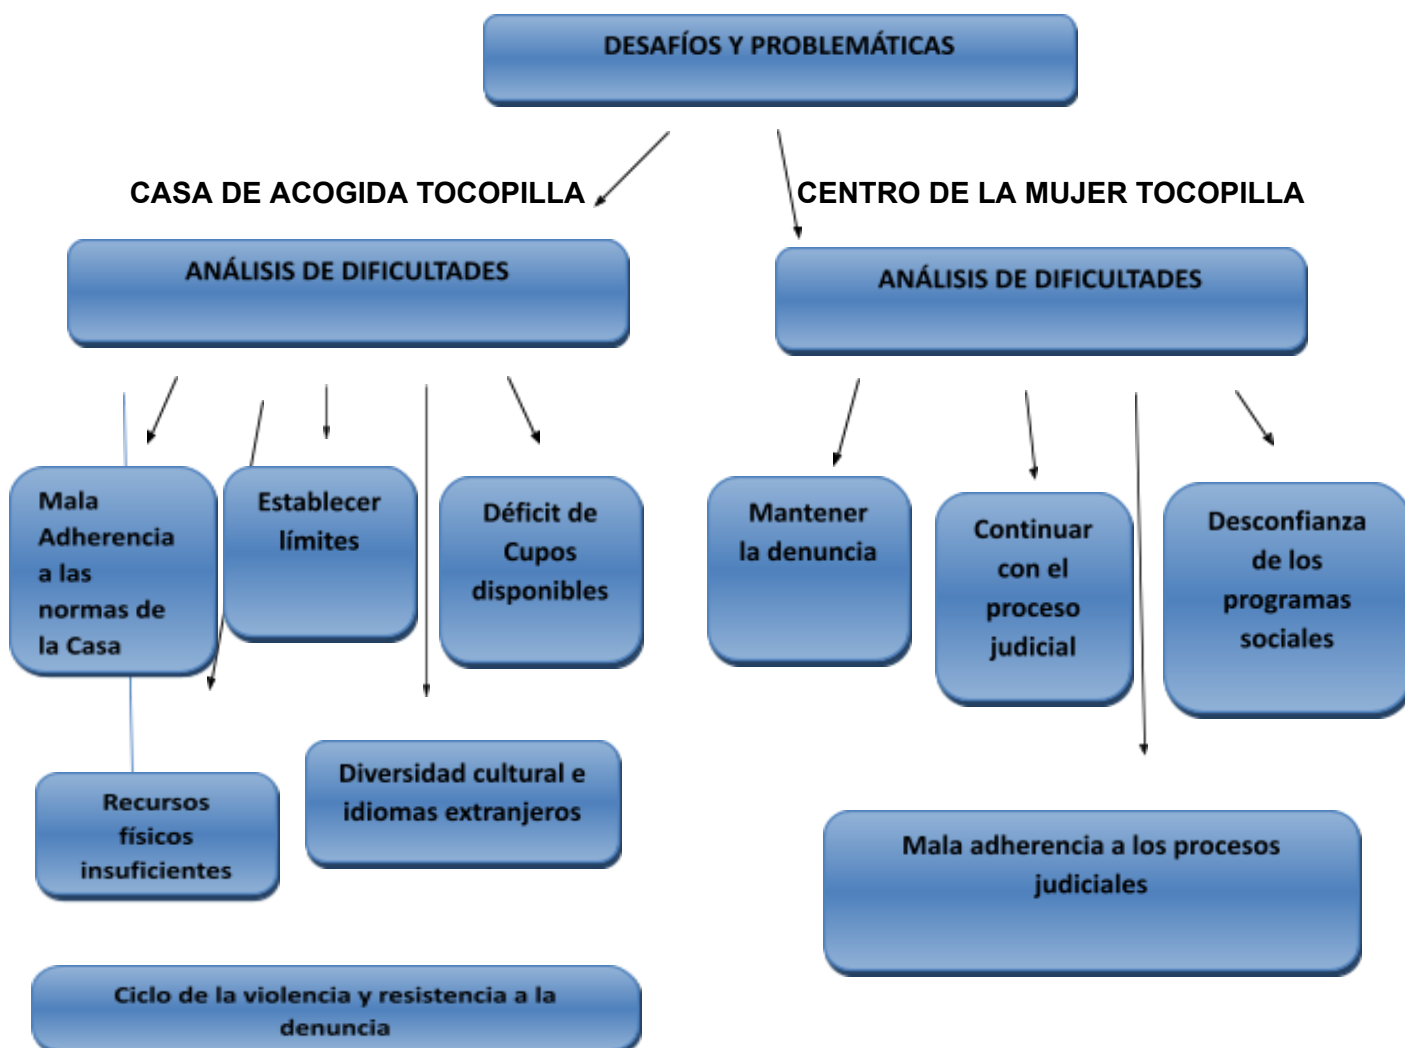 DESAFÍOS Y PROBLEMÁTICAS
CASA DE ACOGIDA TOCOPILLA
CENTRO DE LA MUJER TOCOPILLA
ANÁLISIS DE DIFICULTADES
ANÁLISIS DE DIFICULTADES
Mala
Adherencia
a las
normas de
la Casa
Establecer
límites
Déficit de
Cupos
disponibles
Mantener
la denuncia
Continuar
con el
proceso
judicial
Desconfianza
de los
programas
sociales
Recursos
físicos
insuficientes
Diversidad cultural e
idiomas extranjeros
Mala adherencia a los procesos
judiciales
Ciclo de la violencia y resistencia a la
denuncia